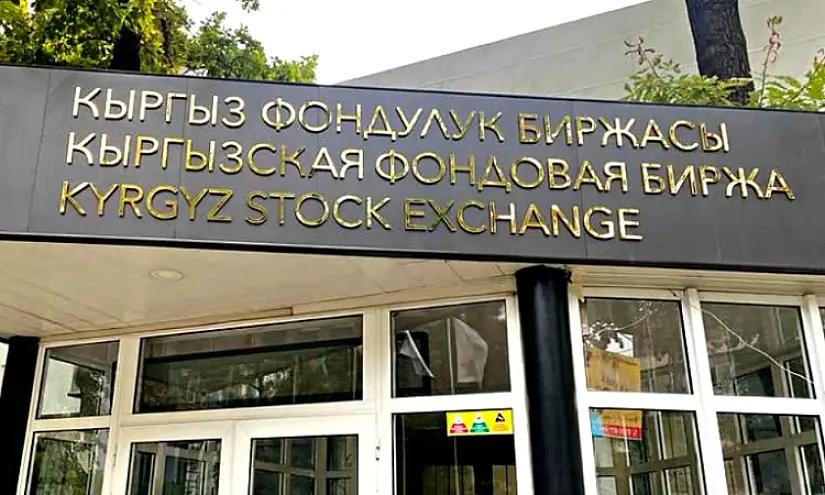 КЫРГЫЗ ФОНДУЛУК БИРЖАСЫ
КЫРГЫЗСКАЯ ФОНДОВАЯ БИРЖА
KYRGYZ STOCK EXCHANGE